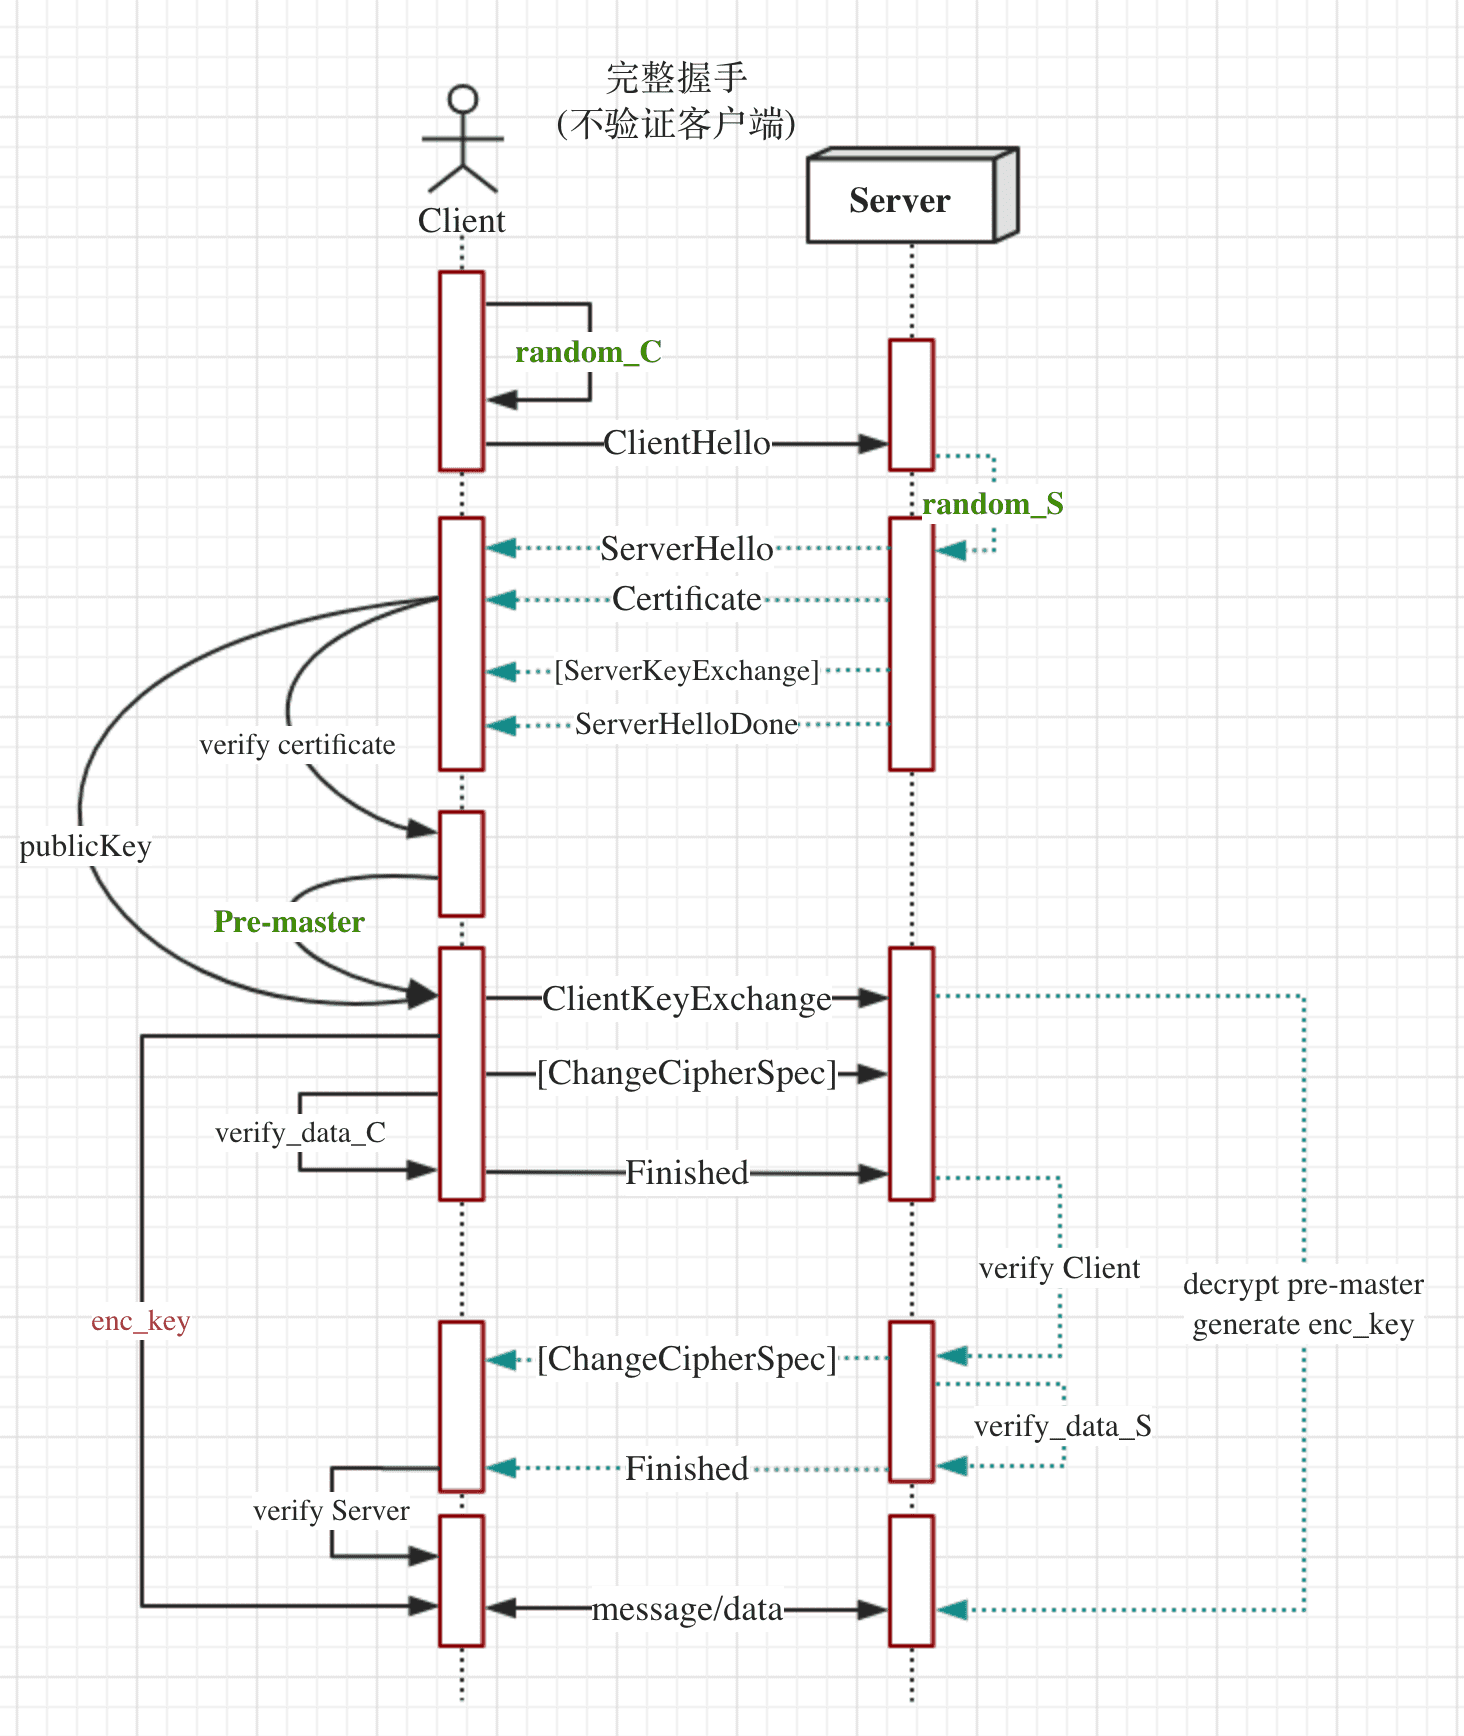 完整握手
(不验证客户端)
Client
Server
random_C
ClientHello
random_S
ServerHello
Certificate
[ServerKeyExchange]
ServerHelloDone
verify certificate
publicKey
Pre-master
ClientKeyExchange
[ChangeCipherSpec]
verify_data_C
Finished
verify Client
decrypt pre-master
generate enc_key
enc_key
[ChangeCipherSpec]
verify_data_S
Finished
verify Server
message/data